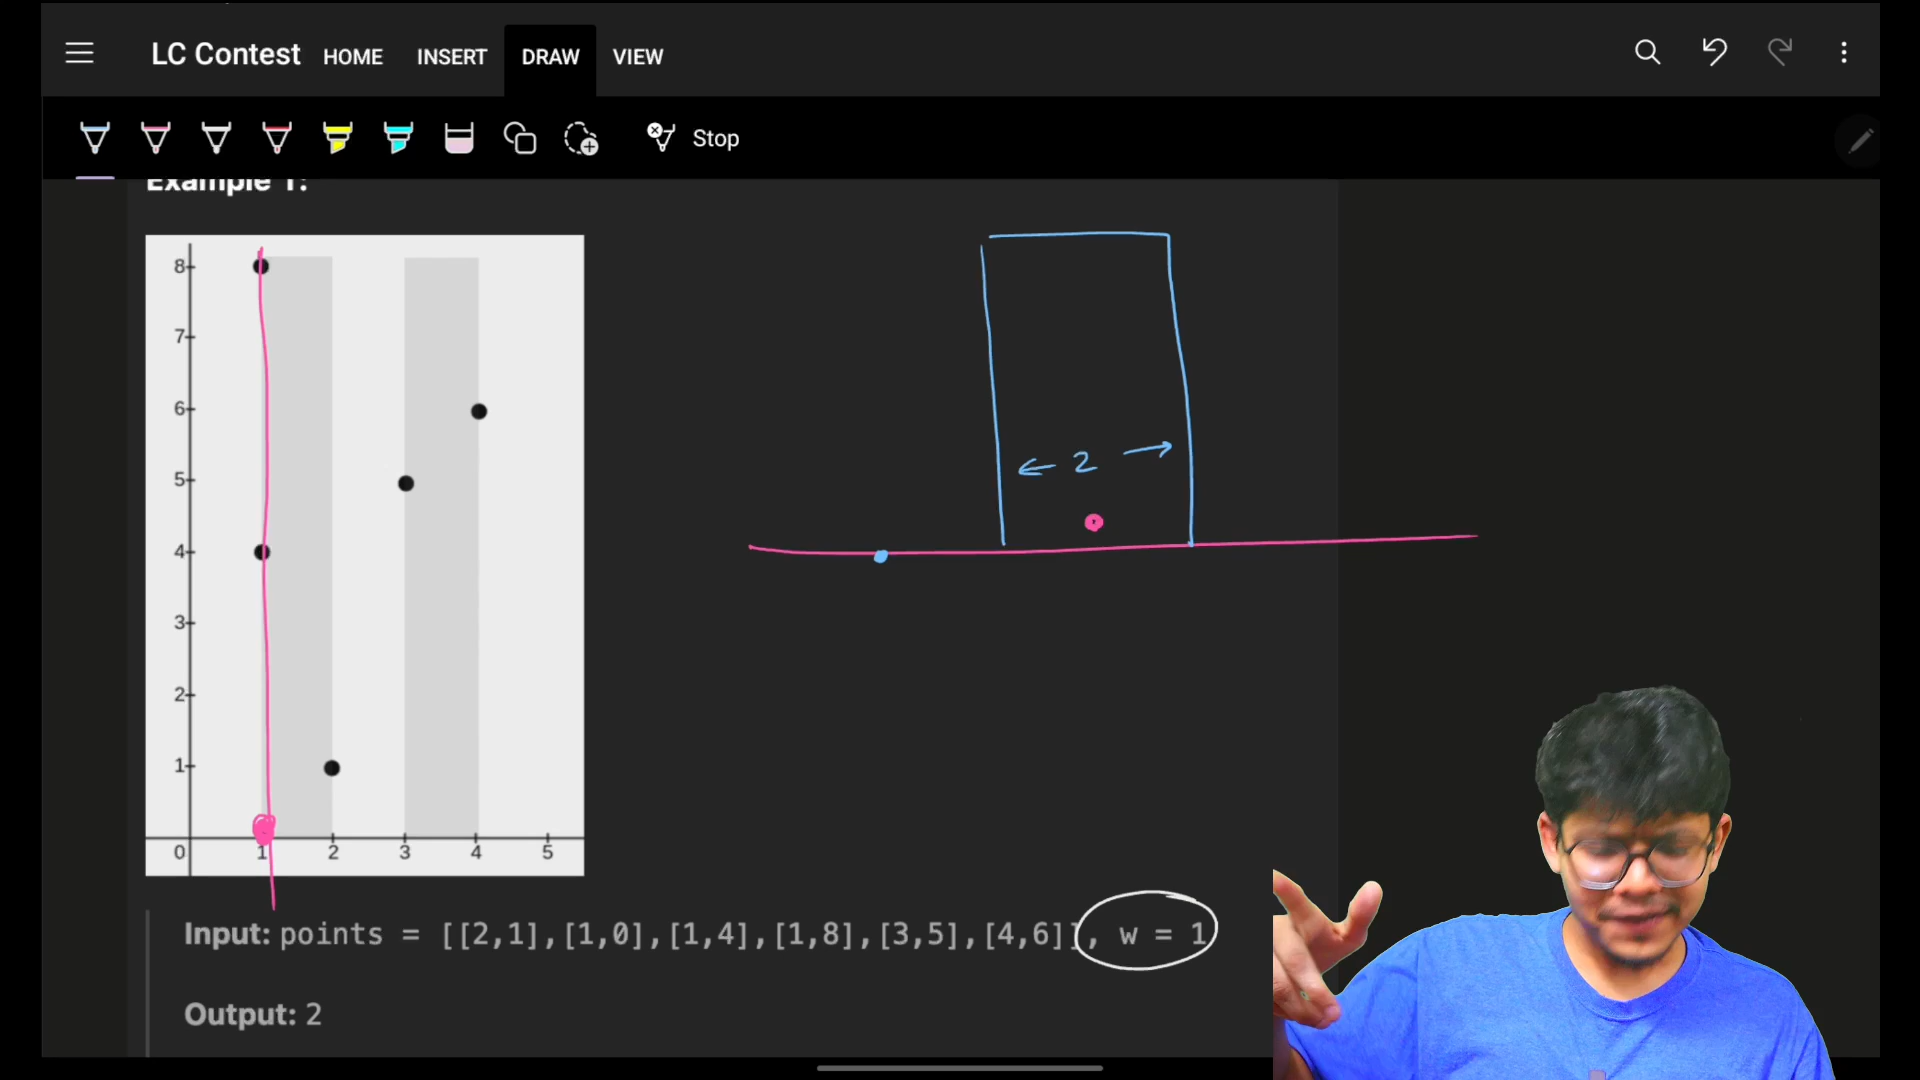 LC Contest HOME INSERT DRAW VIEW
Stop
Example 1:
8
7
6
5
4
3
2
1
0 1 2 3 4 5
2
Input: points = [[2,1],[1,0],[1,4],[1,8],[3,5],[4,6]], w = 1
Output: 2